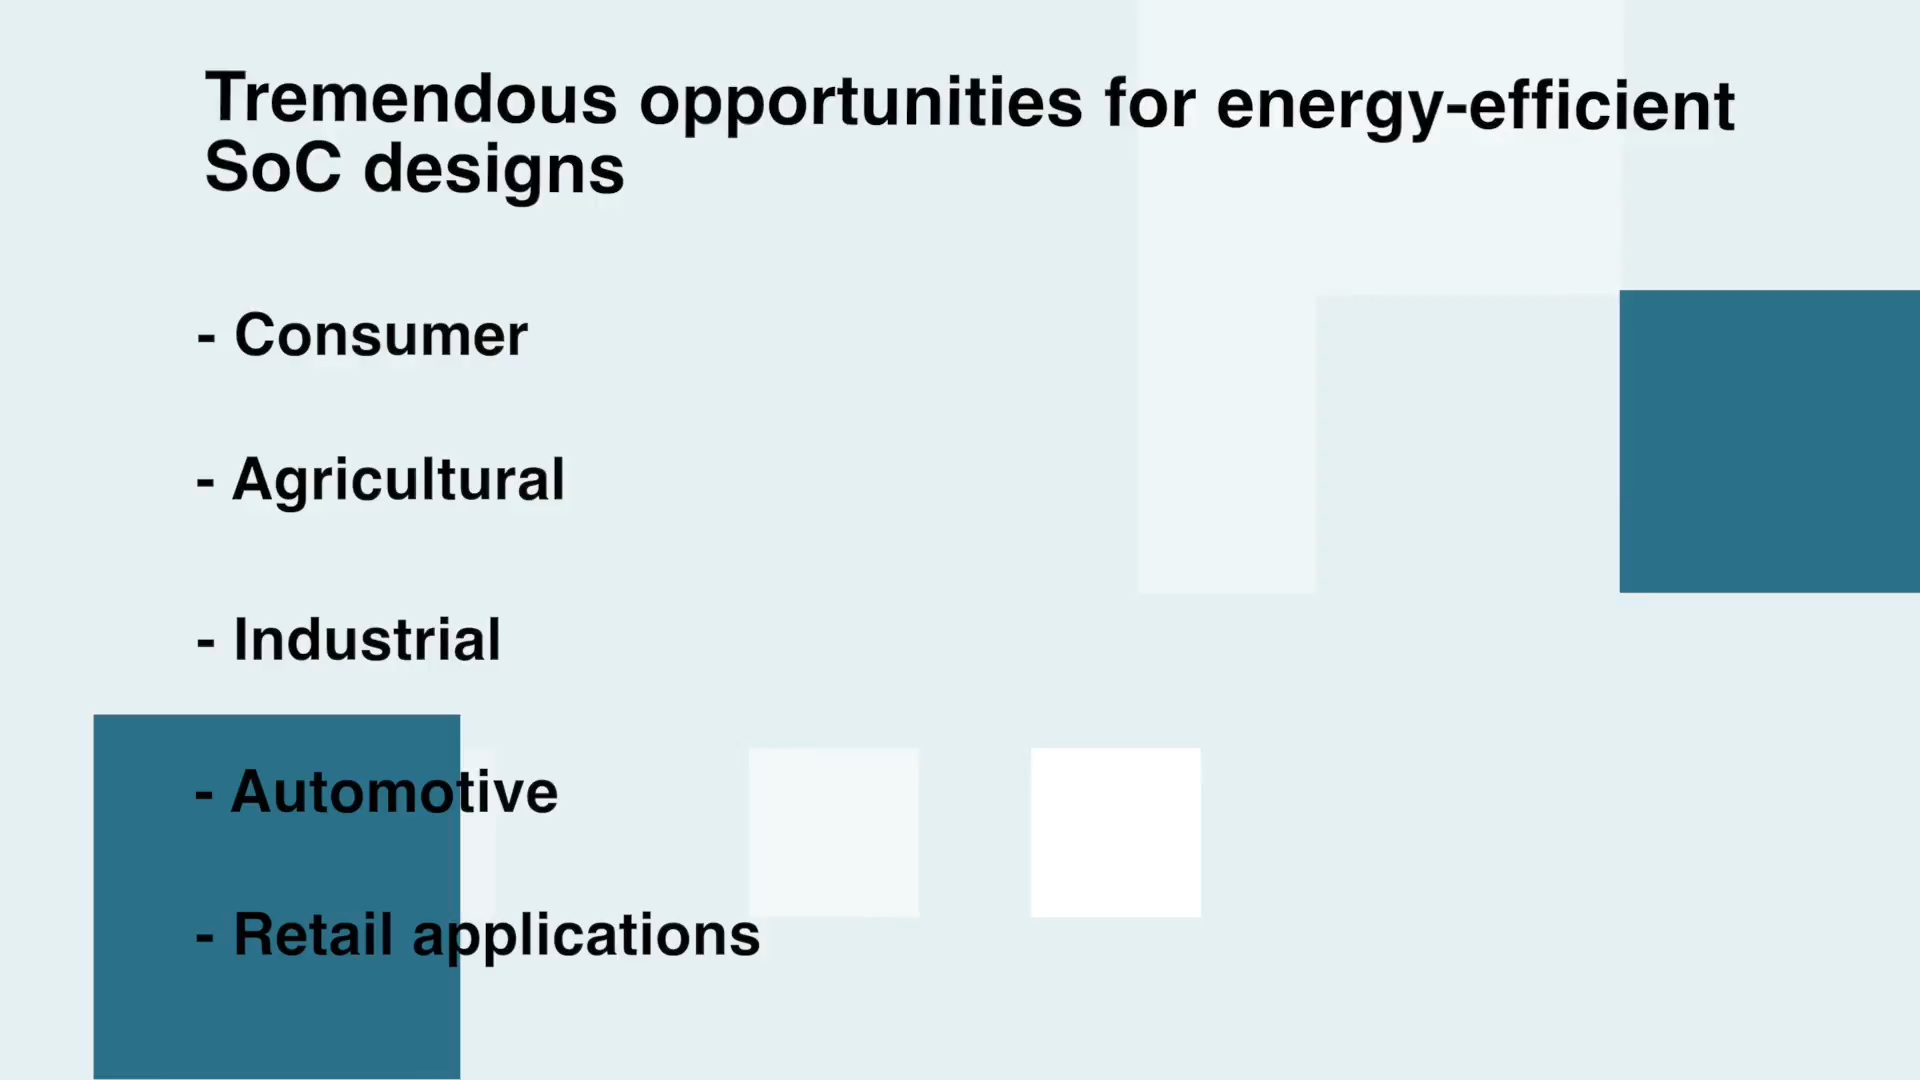 Tremendous opportunities for energy-efficient
SoC designs
- Consumer
- Agricultural
- Industrial
- Automotive
- Retail applications